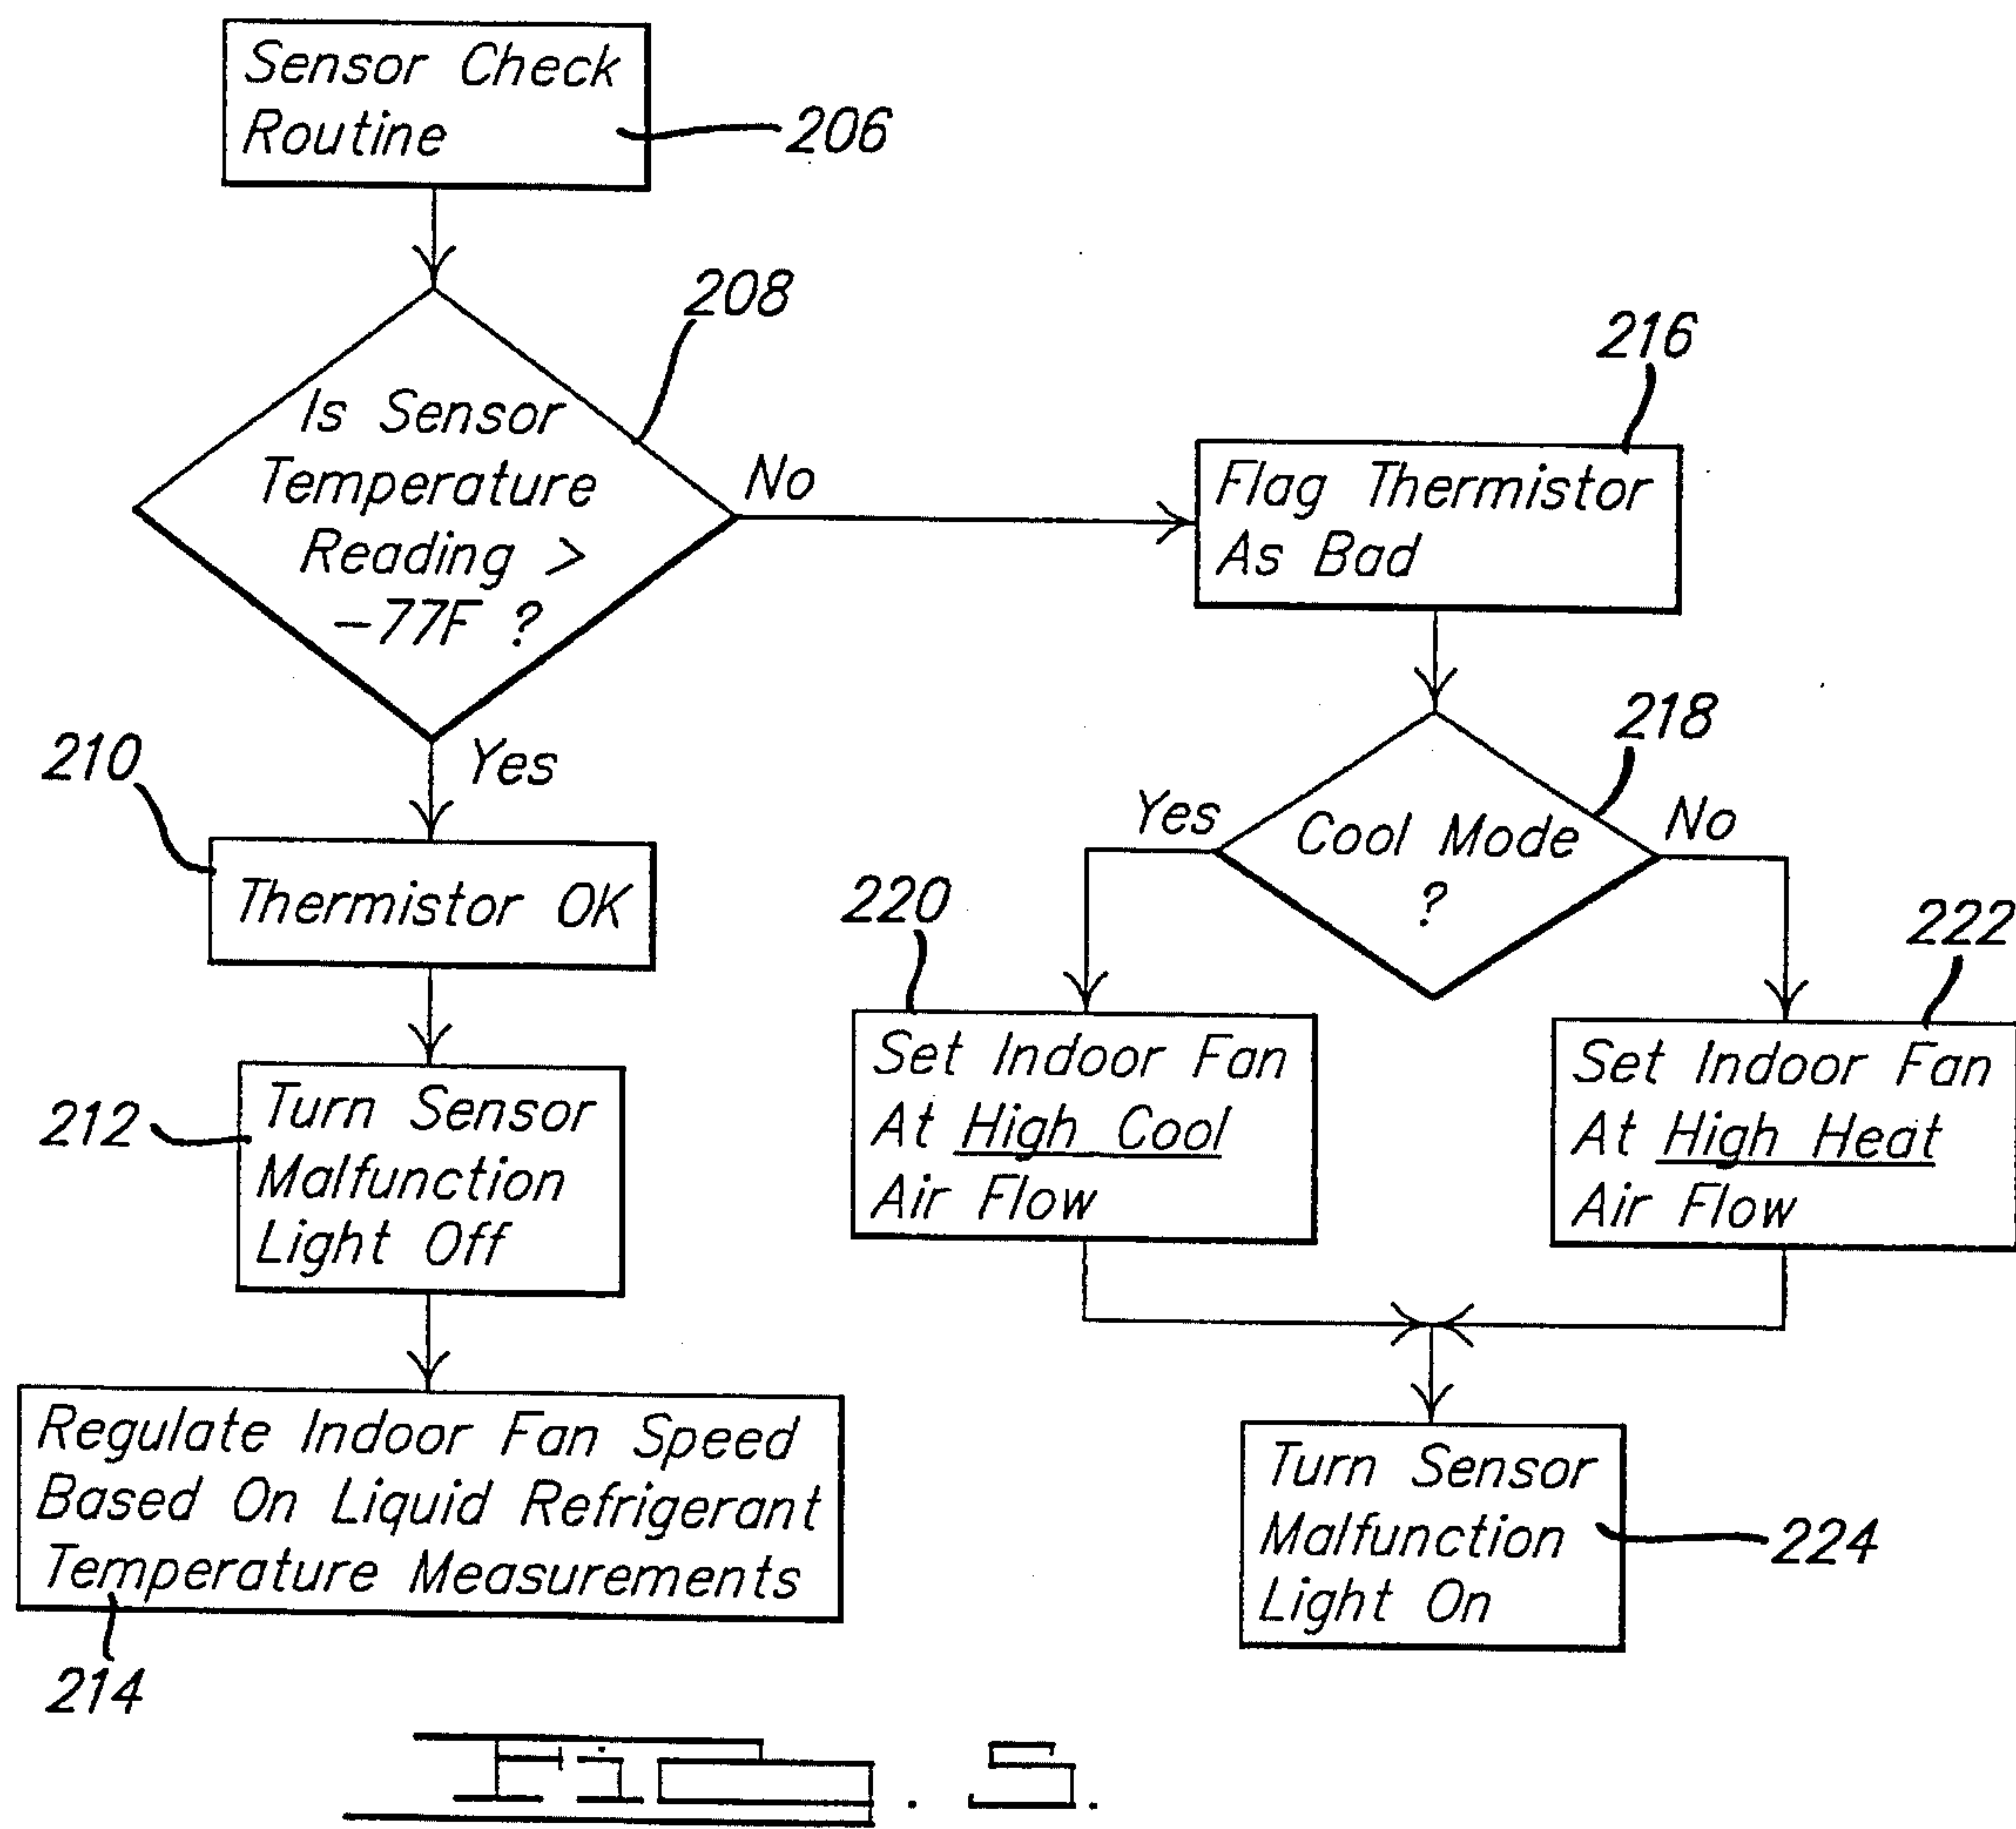 Sensor Check
Routine
206
208
Is Sensor
Temperature
Reading >
-77F ?
No
Yes
210
Thermistor OK
212
Turn Sensor
Malfunction
Light Off
Regulate Indoor Fan Speed
Based On Liquid Refrigerant
Temperature Measurements
214
216
Flag Thermistor
As Bad
218
Cool Mode
?
Yes
No
220
Set Indoor Fan
At High Cool
Air Flow
222
Set Indoor Fan
At High Heat
Air Flow
Turn Sensor
Malfunction
Light On
224
FIG. 5.